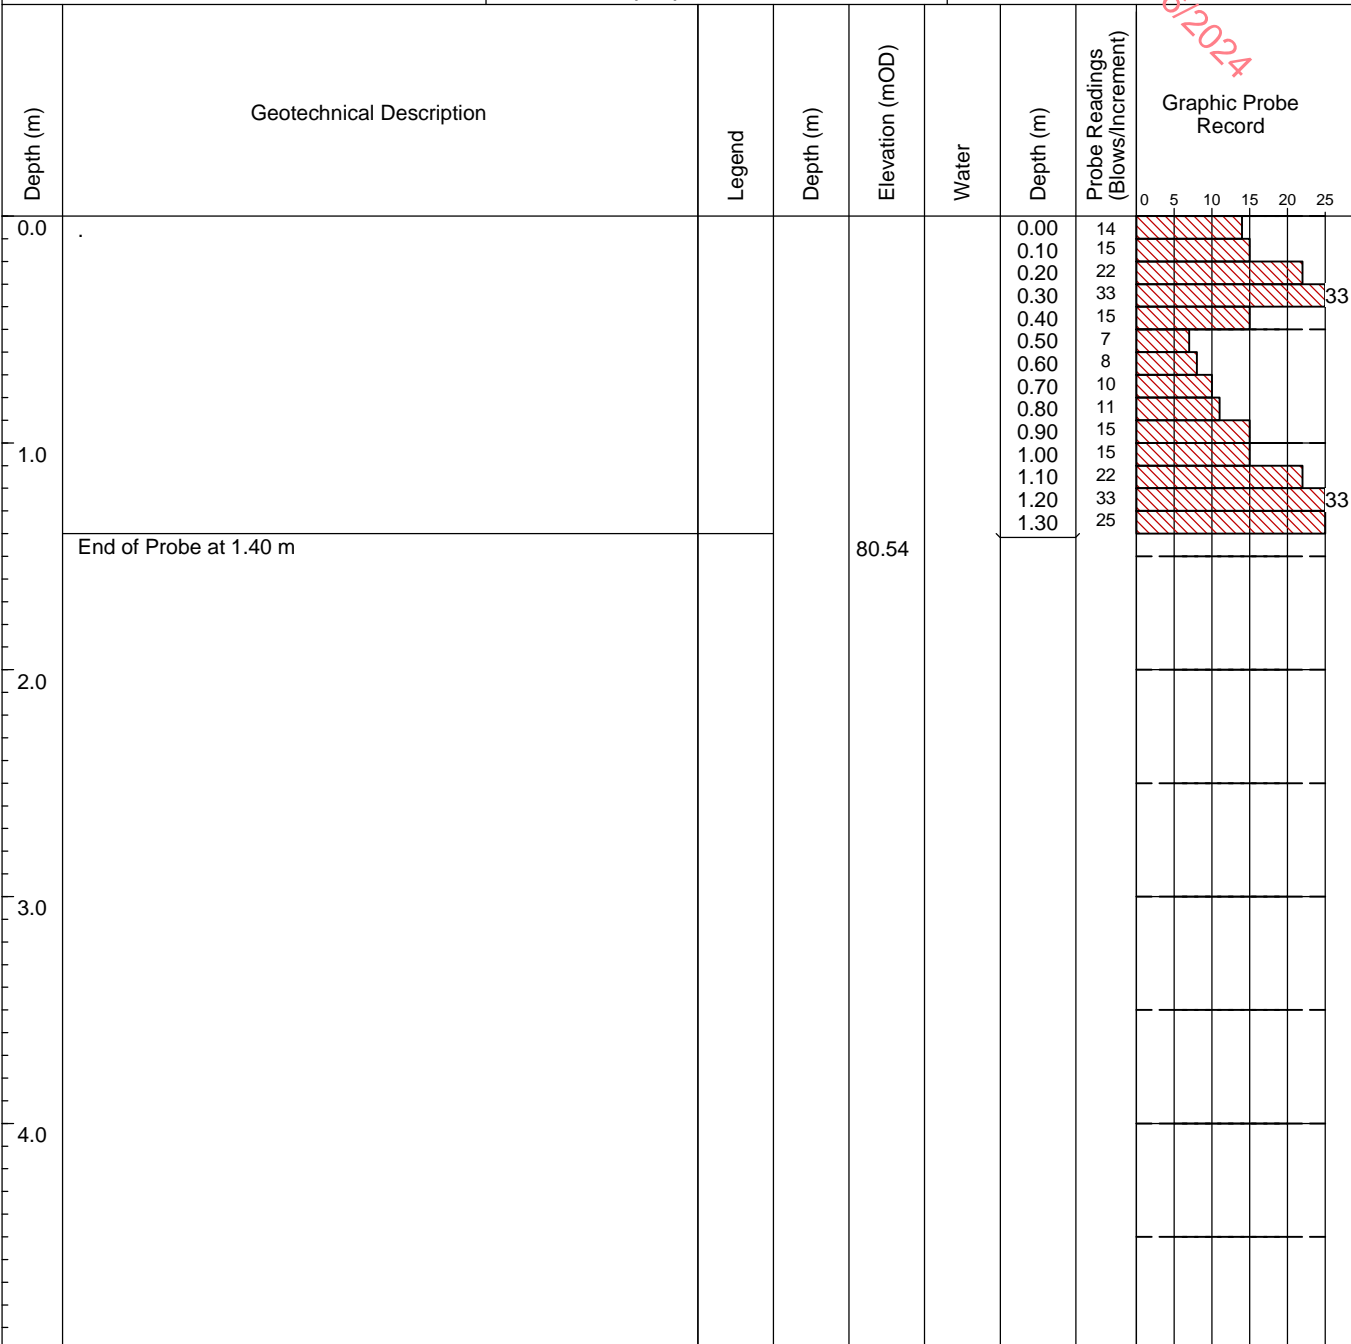 /2024
Depth (m)
Geotechnical Description
Legend
Depth (m)
Elevation (mOD)
Water
Depth (m)
Probe Readings
(Blows/Increment)
Graphic Probe
Record
0 5 10 15 20 25
0.0 . 0.00 14
0.10 15
0.20 22
0.30 33 33
0.40 15
0.50 7
0.60 8
0.70 10
0.80 11
0.90 15
1.0 1.00 15
1.10 22
1.20 33 33
1.30 25
End of Probe at 1.40 m 80.54
2.0
3.0
4.0